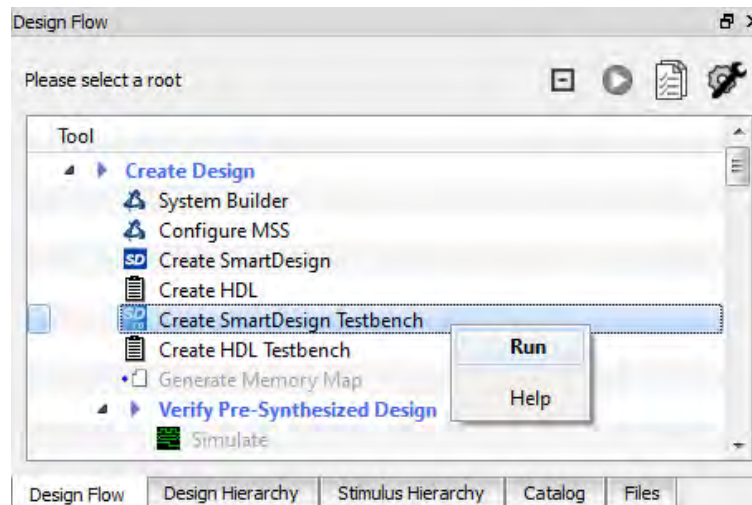 Design Flow
Please select a root
Tool
Create Design
System Builder
Configure MSS
SD Create SmartDesign
Create HDL
SD Create SmartDesign Testbench
Create HDL Testbench
Run
Generate Memory Map
Help
Verify Pre-Synthesized Design
Simulate
Design Flow Design Hierarchy Stimulus Hierarchy Catalog Files